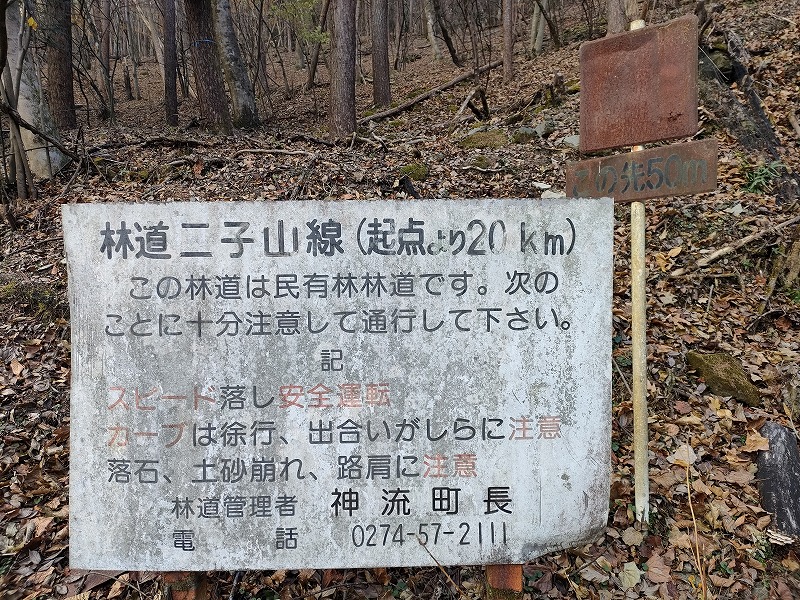 林道二子山線(起点より20km)
この林道は民有林林道です。次の
ことに十分注意して通行して下さい。
記
スピード落し安全運転
カーブは徐行、出合いがしらに注意
落石、土砂崩れ、路肩に注意
林道管理者 神流町長
電話 0274-57-2111
この先50m